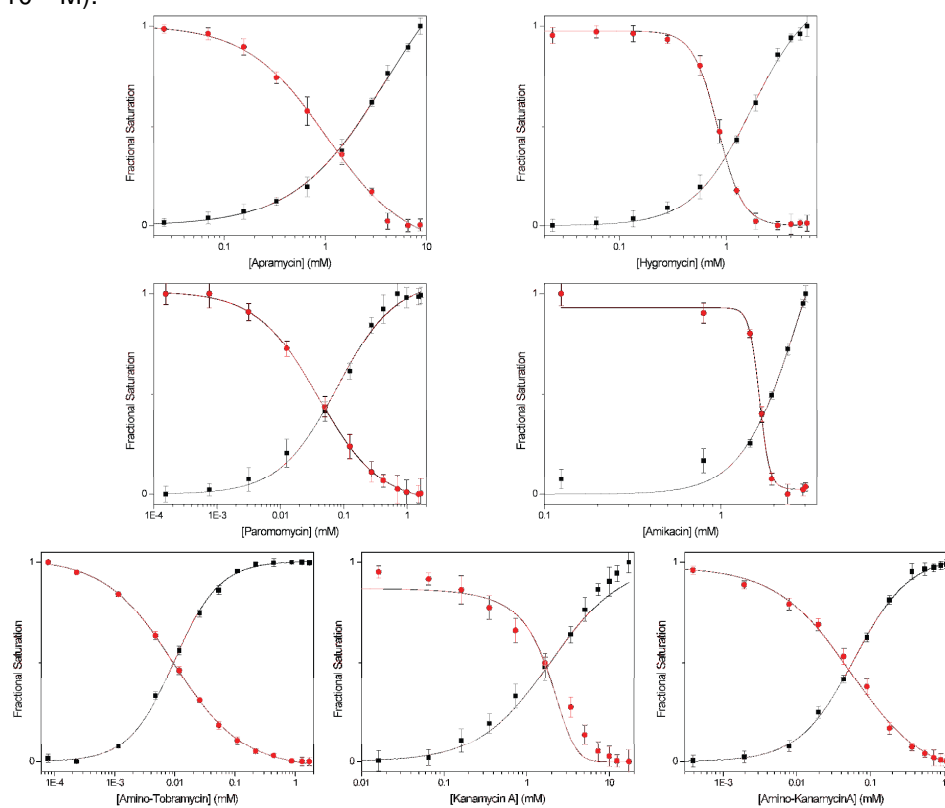 10 M):
Fractional Saturation
1
0
0.1 1 10
[Apramycin] (mM)
Fractional Saturation
1
0
0.1 1
[Hygromycin] (mM)
Fractional Saturation
1
0
1E-4 1E-3 0.01 0.1 1
[Paromomycin] (mM)
Fractional Saturation
1
0
0.1 1
[Amikacin] (mM)
Fractional Saturation
1
0
1E-4 1E-3 0.01 0.1 1
[Amino-Tobramycin] (mM)
Fractional Saturation
1
0
0.01 0.1 1 10
[Kanamycin A] (mM)
Fractional Saturation
1
0
1E-3 0.01 0.1 1
[Amino-KanamycinA] (mM)